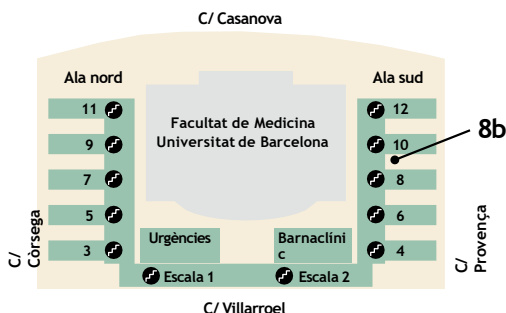 C/ Casanova
Ala nord
Ala sud
11
12
Facultat de Medicina
Universitat de Barcelona
9
10
8b
7
8
5
6
C/
Còrsega
3
Urgències
Barnaclíni
c
4
C/
Provença
Escala 1
Escala 2
C/ Villarroel